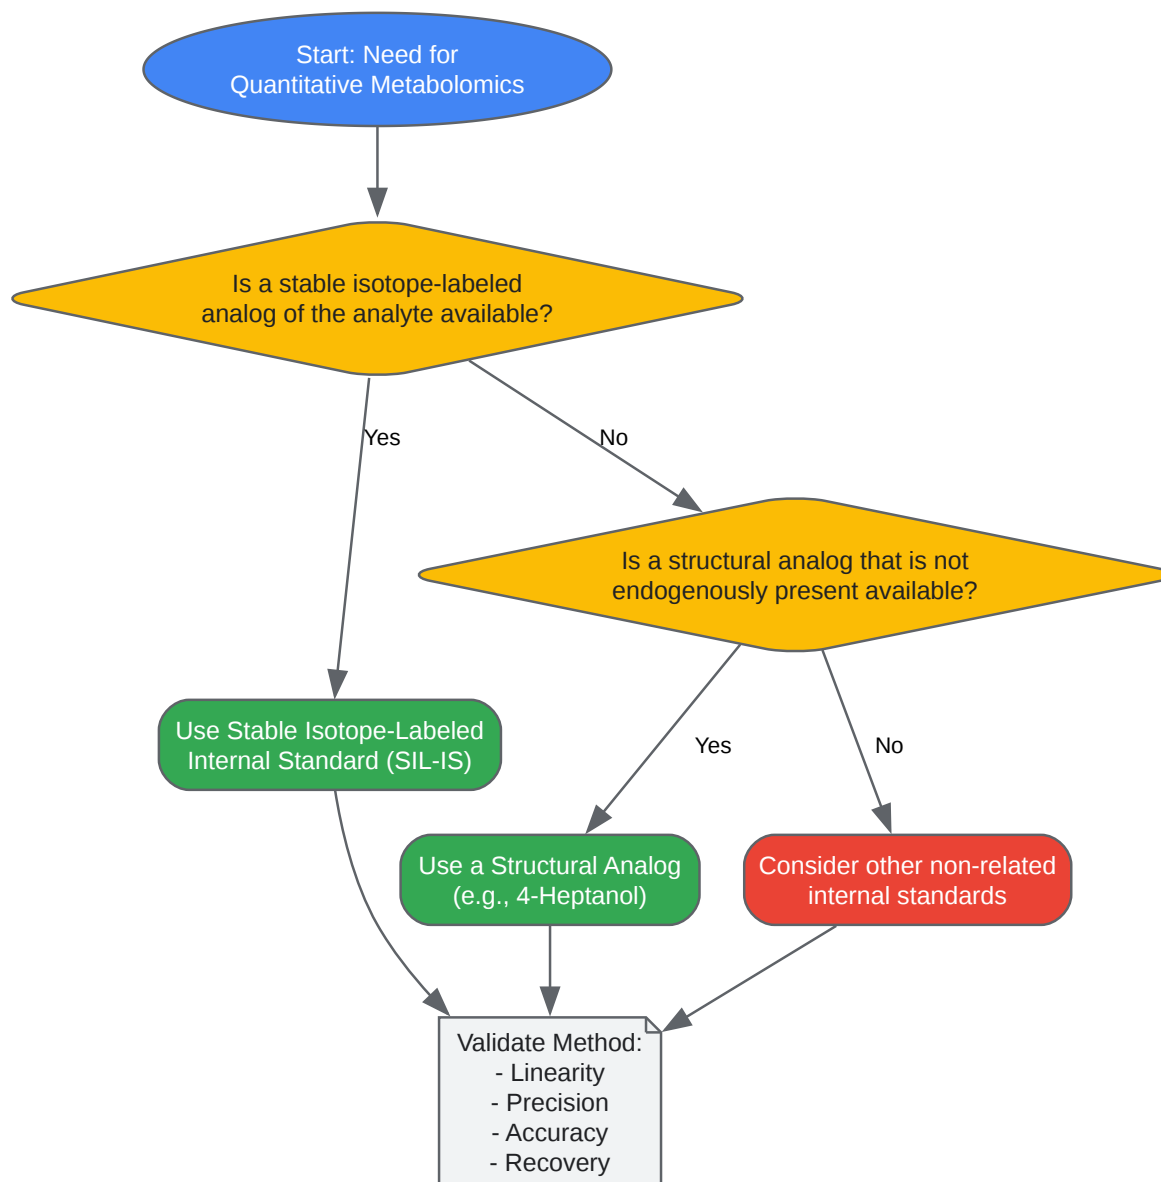 Start: Need for
Quantitative Metabolomics
Is a stable isotope-labeled
analog of the analyte available?
Yes
No
Is a structural analog that is not
endogenously present available?
Use Stable Isotope-Labeled
Internal Standard (SIL-IS)
Yes
No
Use a Structural Analog
(e.g., 4-Heptanol)
Consider other non-related
internal standards
Validate Method:
- Linearity
- Precision
- Accuracy
- Recovery